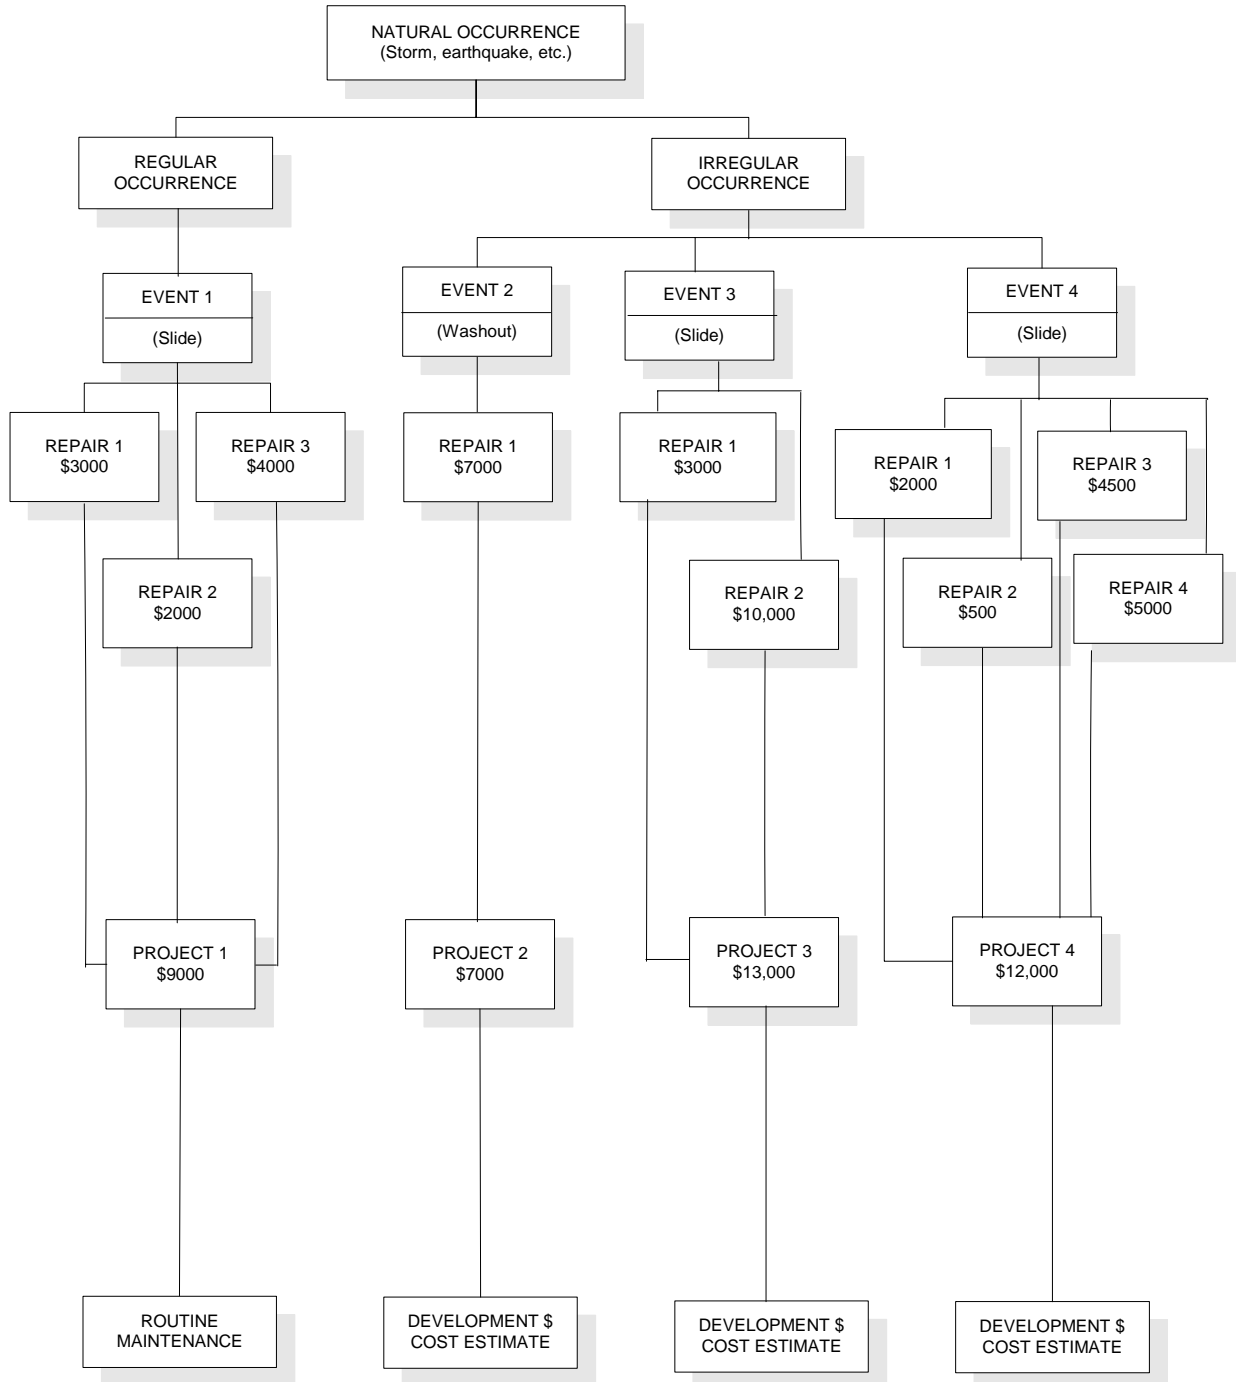 NATURAL OCCURRENCE
(Storm, earthquake, etc.)
REGULAR
OCCURRENCE
IRREGULAR
OCCURRENCE
EVENT 1
(Slide)
EVENT 2
(Washout)
EVENT 3
(Slide)
EVENT 4
(Slide)
REPAIR 1
$3000
REPAIR 3
$4000
REPAIR 1
$7000
REPAIR 1
$3000
REPAIR 1
$2000
REPAIR 3
$4500
REPAIR 2
$2000
REPAIR 2
$10,000
REPAIR 2
$500
REPAIR 4
$5000
PROJECT 1
$9000
PROJECT 2
$7000
PROJECT 3
$13,000
PROJECT 4
$12,000
ROUTINE
MAINTENANCE
DEVELOPMENT $
COST ESTIMATE
DEVELOPMENT $
COST ESTIMATE
DEVELOPMENT $
COST ESTIMATE